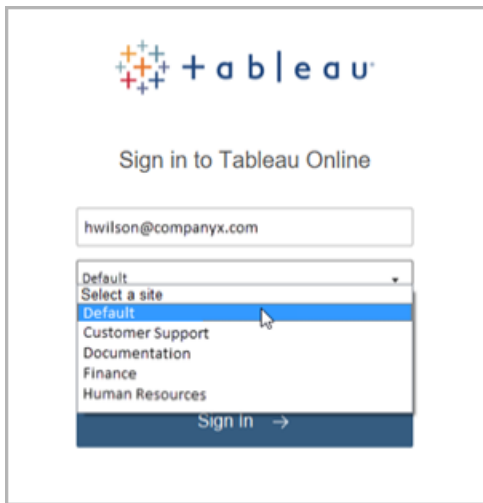 +ableau
Sign in to Tableau Online
hwilson@companyx.com
Default
Select a site
Default
Customer Support
Documentation
Finance
Human Resources
Sign In →